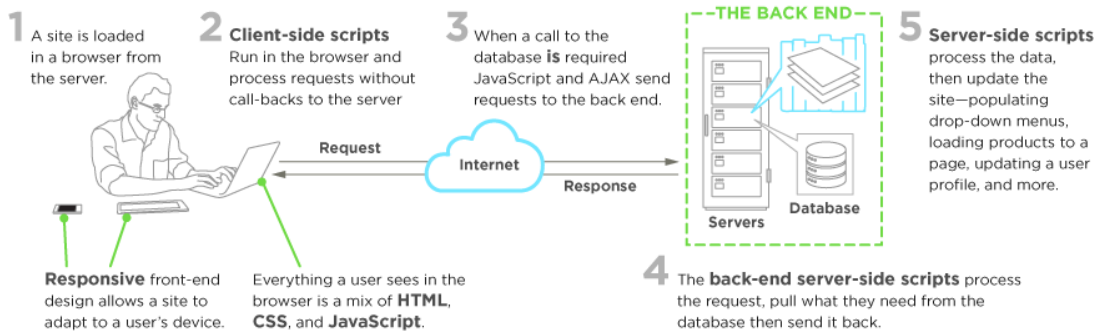 1
A site is loaded
in a browser from
the server.
2
Client-side scripts
Run in the browser and
process requests without
call-backs to the server
3
When a call to the
database is required
JavaScript and AJAX send
requests to the back end.
THE BACK END
5
Server-side scripts
process the data,
then update the
site—populating
drop-down menus,
loading products to a
page, updating a user
profile, and more.
Request
Internet
Response
Servers
Database
Responsive front-end
design allows a site to
adapt to a user's device.
Everything a user sees in the
browser is a mix of HTML,
CSS, and JavaScript.
4
The back-end server-side scripts process
the request, pull what they need from the
database then send it back.